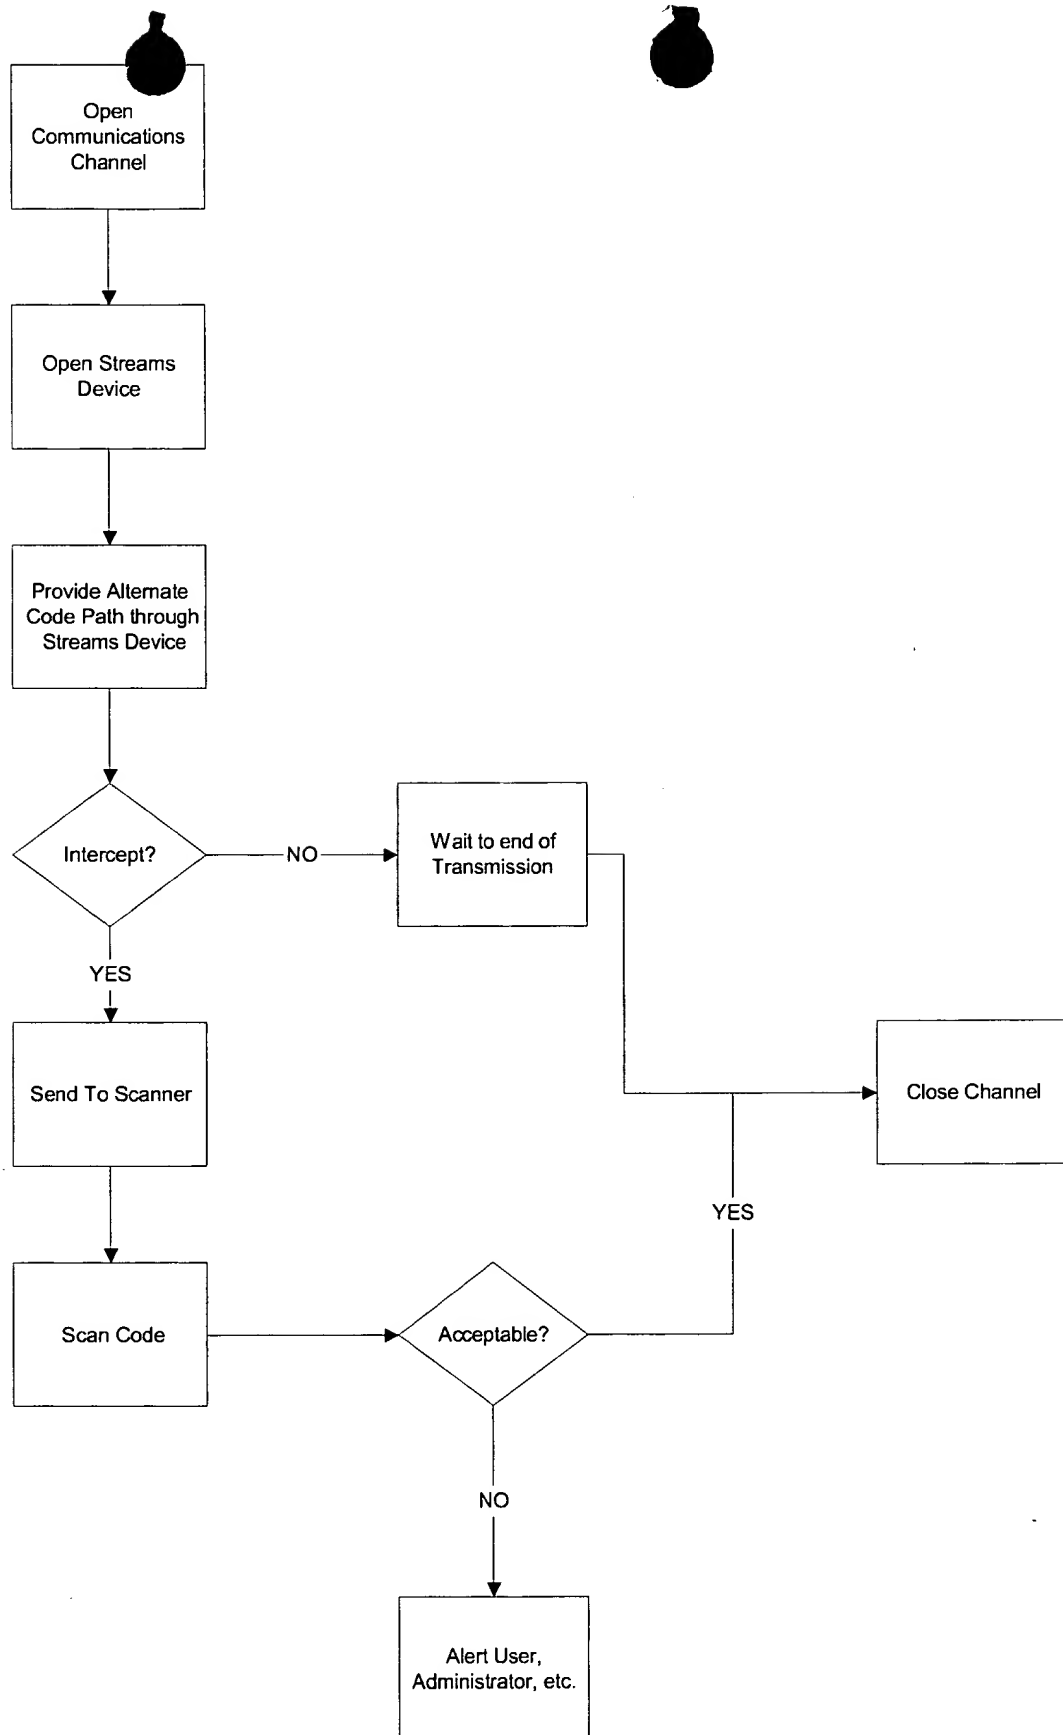 Open
Communications
Channel
Open Streams
Device
Provide Alternate
Code Path through
Streams Device
Intercept?
NO
Wait to end of
Transmission
YES
Send To Scanner
Close Channel
YES
Scan Code
Acceptable?
NO
Alert User,
Administrator, etc.